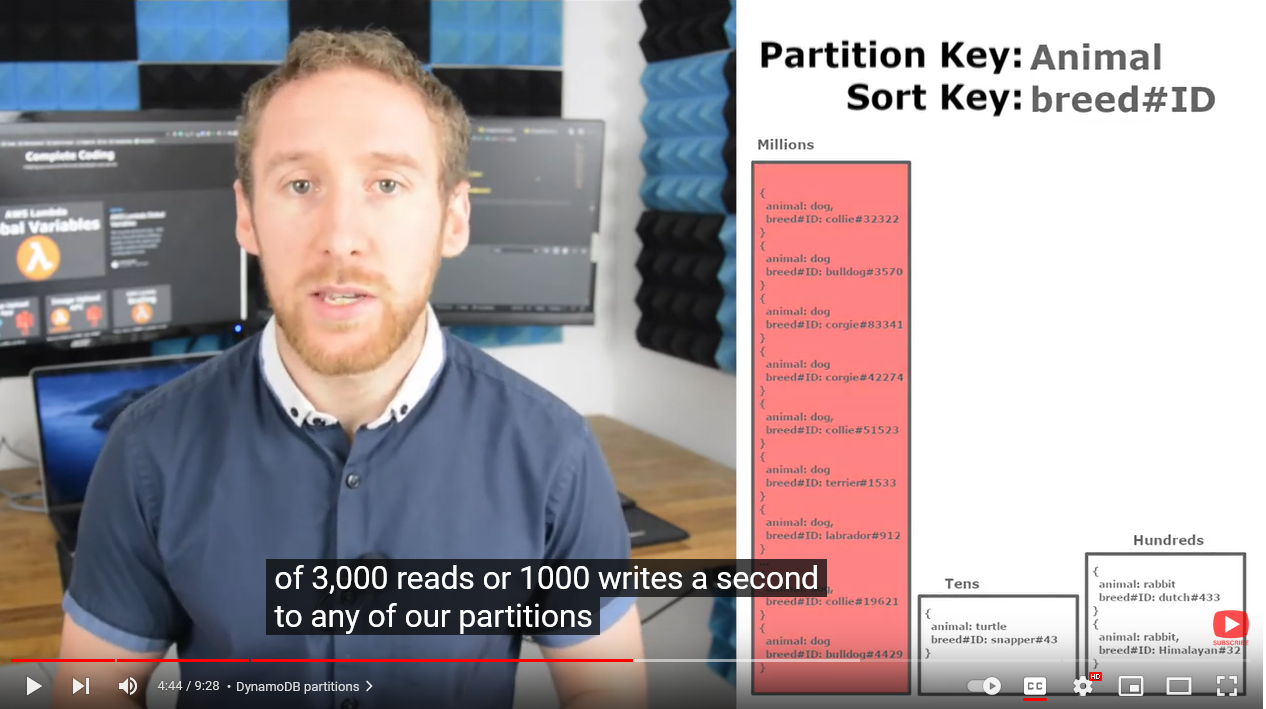 Partition Key: Animal
Sort Key: breed#ID
Millions
{
animal: dog,
breed#ID: collie#32322
}
{
animal: dog
breed#ID: bulldog#3570
}
{
animal: dog
breed#ID: corgie#83341
}
{
animal: dog
breed#ID: corgie#42274
}
{
animal: dog,
breed#ID: collie#51523
}
{
animal: dog
breed#ID: terrier#1533
}
{
animal: dog,
breed#ID: labrador#912
}
breed#ID: collie#19621
}
{
animal: dog
breed#ID: bulldog#4429
}
Tens
{
animal: turtle
breed#ID: snapper#43
}
Hundreds
{
animal: rabbit
breed#ID: dutch#433
}
{
animal: rabbit,
breed#ID: Himalayan#32
}
Complete Coding
AWS Lambda
bal Variables
of 3,000 reads or 1000 writes a second
to any of our partitions
SUBSCRIBE
4:44 / 9:28 • DynamoDB partitions
CC
HD